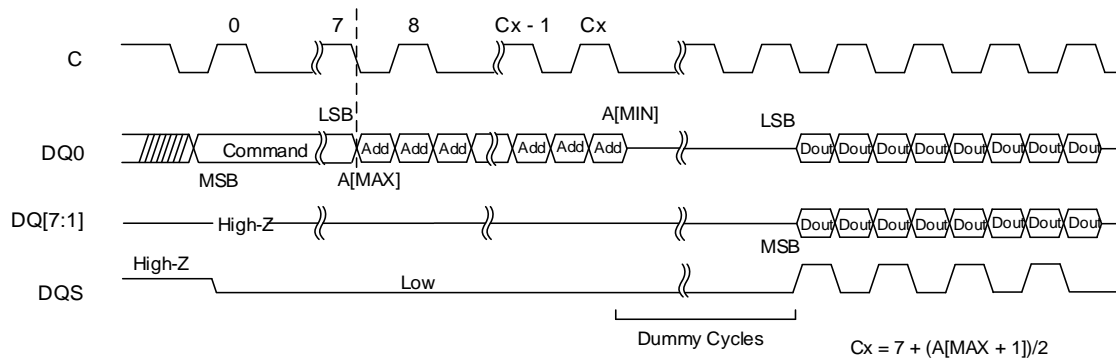 0 7 8 Cx - 1 Cx
C
LSB A[MIN] LSB
DQ0 Command Add Add Add Add Add Add Dout Dout Dout Dout Dout Dout Dout Dout
MSB A[MAX]
DQ[7:1] High-Z Dout Dout Dout Dout Dout Dout Dout Dout
MSB
High-Z
DQS Low
Dummy Cycles
Cx = 7 + (A[MAX + 1])/2